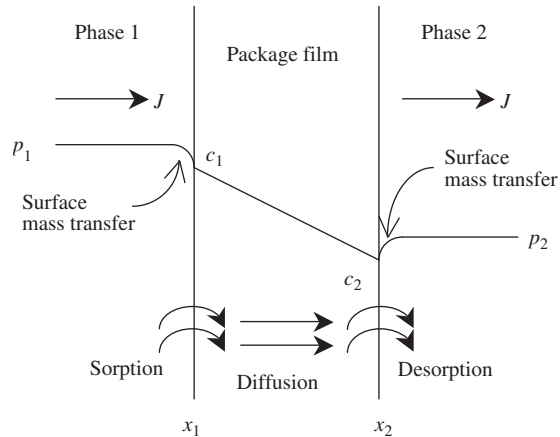 Phase 1
Package film
Phase 2
J
J
p1
c1
Surface
mass transfer
Surface
mass transfer
p2
c2
Sorption
Diffusion
Desorption
x1
x2